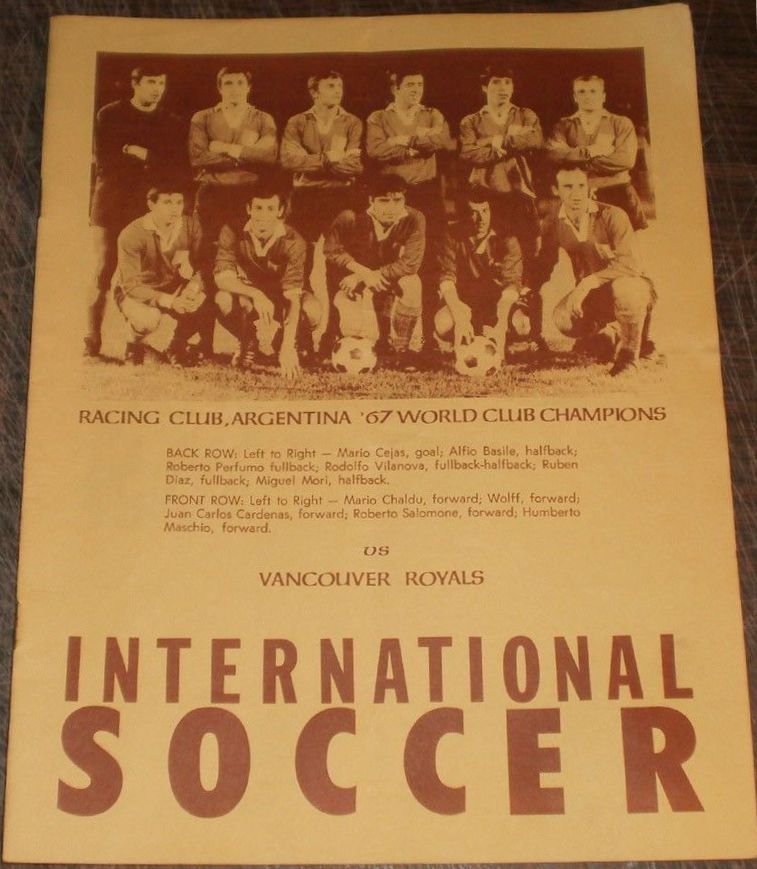 RACING CLUB, ARGENTINA '67 WORLD CLUB CHAMPIONS
BACK ROW: Left to Right — Mario Cejas, goal; Alfio Basile, halfback;
Roberto Perfumo fullback; Rodolfo Vilanova, fullback-halfback; Ruben
Diaz, fullback; Miguel Mori, halfback.
FRONT ROW: Left to Right — Mario Chaldu, forward; Wolff, forward;
Juan Carlos Cardenas, forward; Roberto Salomone, forward; Humberto
Maschio, forward.
vs
VANCOUVER ROYALS
INTERNATIONAL
SOCCER